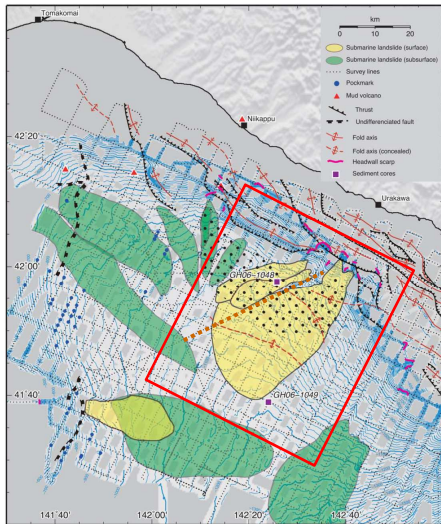 Tomakomai
km
0 10 20
Submarine landslide (surface)
Submarine landslide (subsurface)
Survey lines
Pockmark
Mud volcano
Thrust
Undifferenciated fault
Fold axis
Fold axis (concealed)
Headwall scarp
Sediment cores
Niikappu
42°20'
Urakawa
42°00'
GH06-1048
41°40'
GH06-1049
141°40' 142°00' 142°20' 142°40'